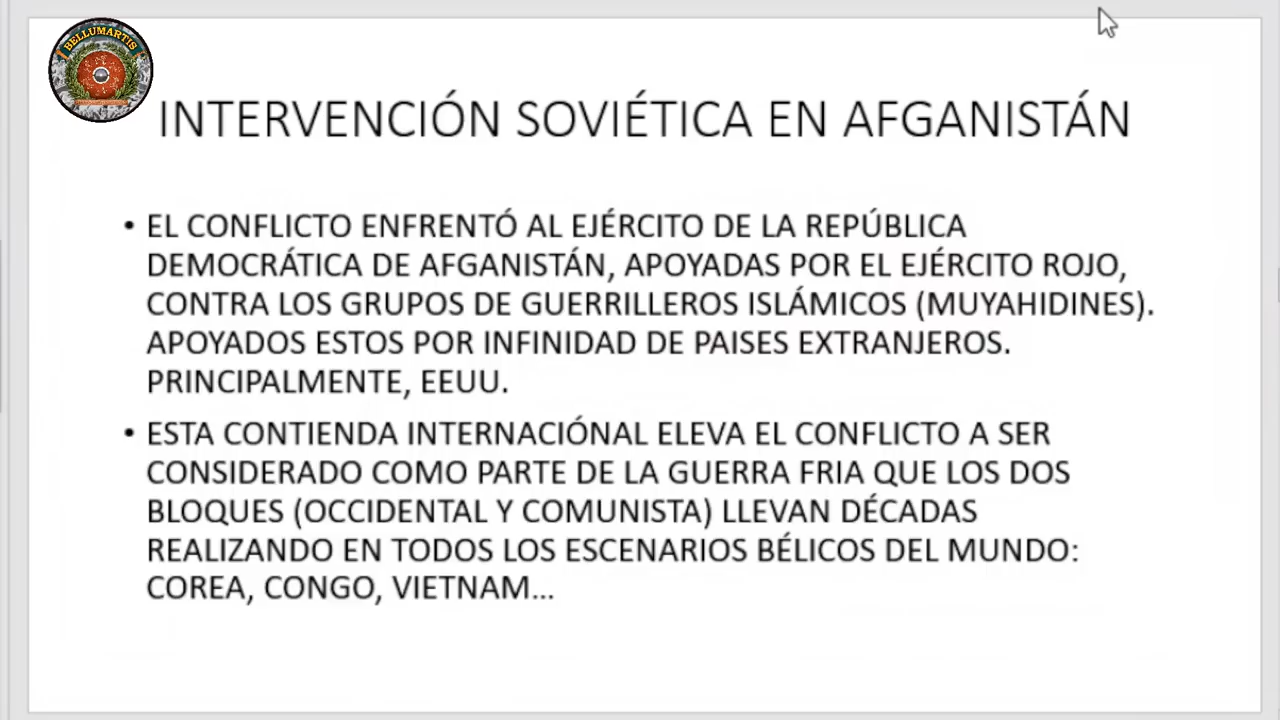 BELLUMARTIS
INTERVENCIÓN SOVIÉTICA EN AFGANISTÁN
• EL CONFLICTO ENFRENTÓ AL EJÉRCITO DE LA REPÚBLICA
DEMOCRÁTICA DE AFGANISTÁN, APOYADAS POR EL EJÉRCITO ROJO,
CONTRA LOS GRUPOS DE GUERRILLEROS ISLÁMICOS (MUYAHIDINES).
APOYADOS ESTOS POR INFINIDAD DE PAISES EXTRANJEROS.
PRINCIPALMENTE, EEUU.
• ESTA CONTIENDA INTERNACIÓNAL ELEVA EL CONFLICTO A SER
CONSIDERADO COMO PARTE DE LA GUERRA FRIA QUE LOS DOS
BLOQUES (OCCIDENTAL Y COMUNISTA) LLEVAN DÉCADAS
REALIZANDO EN TODOS LOS ESCENARIOS BÉLICOS DEL MUNDO:
COREA, CONGO, VIETNAM...